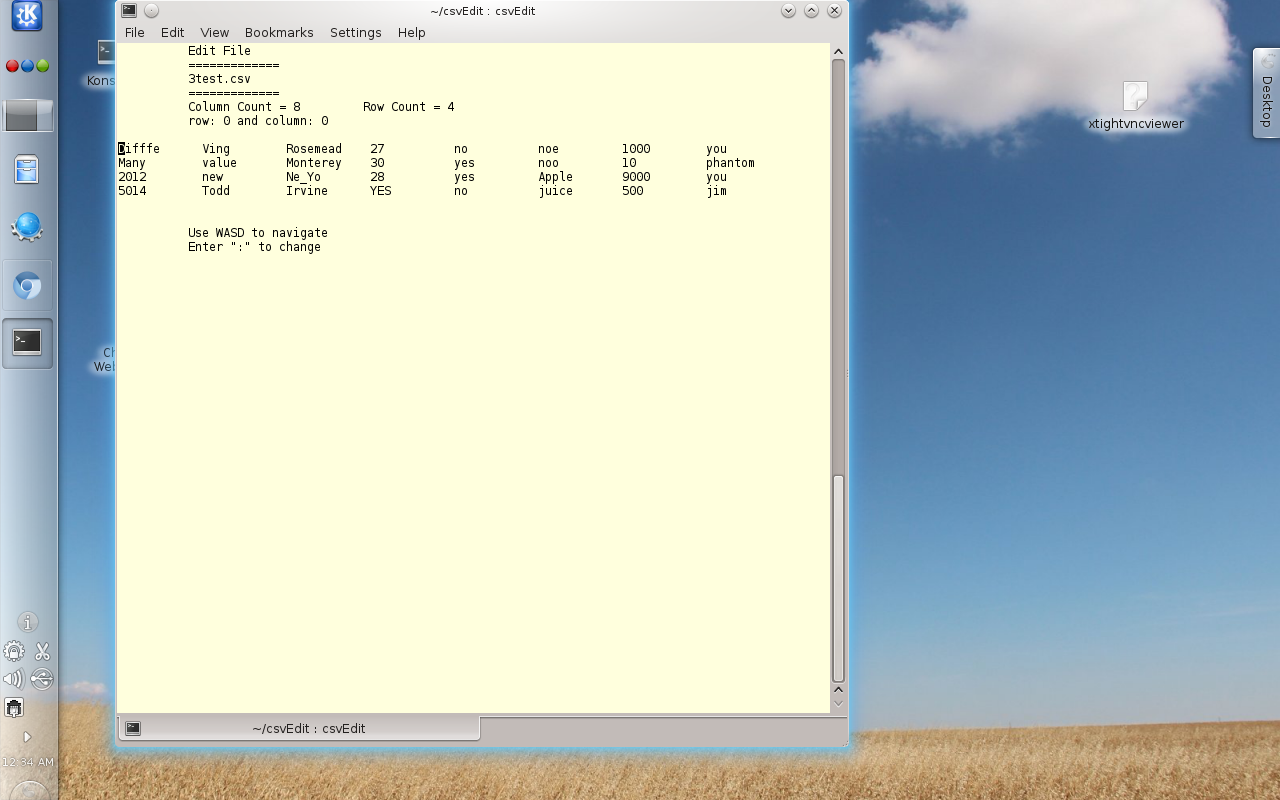 ~/csvEdit : csvEdit
File Edit View Bookmarks Settings Help
Edit File
=============
3test.csv
=============
Column Count = 8 Row Count = 4
row: 0 and column: 0
Difffe Ving Rosemead 27 no noe 1000 you
Many value Monterey 30 yes noo 10 phantom
2012 new Ne_Yo 28 yes Apple 9000 you
5014 Todd Irvine YES no juice 500 jim
Use WASD to navigate
Enter ":" to change
~/csvEdit : csvEdit
Kons
Ch
Web
xtightvncviewer
Desktop
12:34 AM